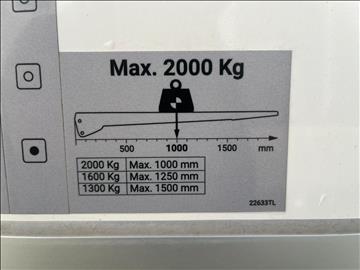 Max. 2000 Kg
500 1000 1500 mm
2000 Kg Max. 1000 mm
1600 Kg Max. 1250 mm
1300 Kg Max. 1500 mm
22633TL